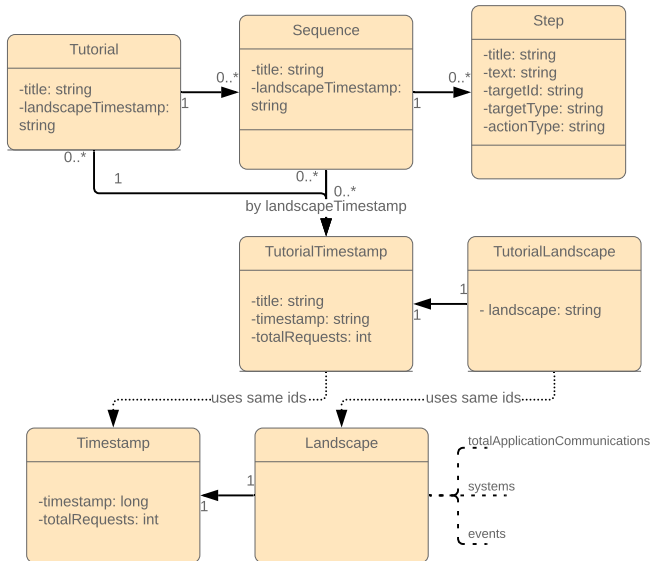 Tutorial
-title: string
-landscapeTimestamp:
string
1
0..*
Sequence
-title: string
-landscapeTimestamp:
string
1
0..*
Step
-title: string
-text: string
-targetId: string
-targetType: string
-actionType: string
0..*
1
0..*
0..*
by landscapeTimestamp
TutorialTimestamp
-title: string
-timestamp: string
-totalRequests: int
1
1
TutorialLandscape
- landscape: string
uses same ids
uses same ids
Timestamp
-timestamp: long
-totalRequests: int
1
1
Landscape
totalApplicationCommunications
systems
events